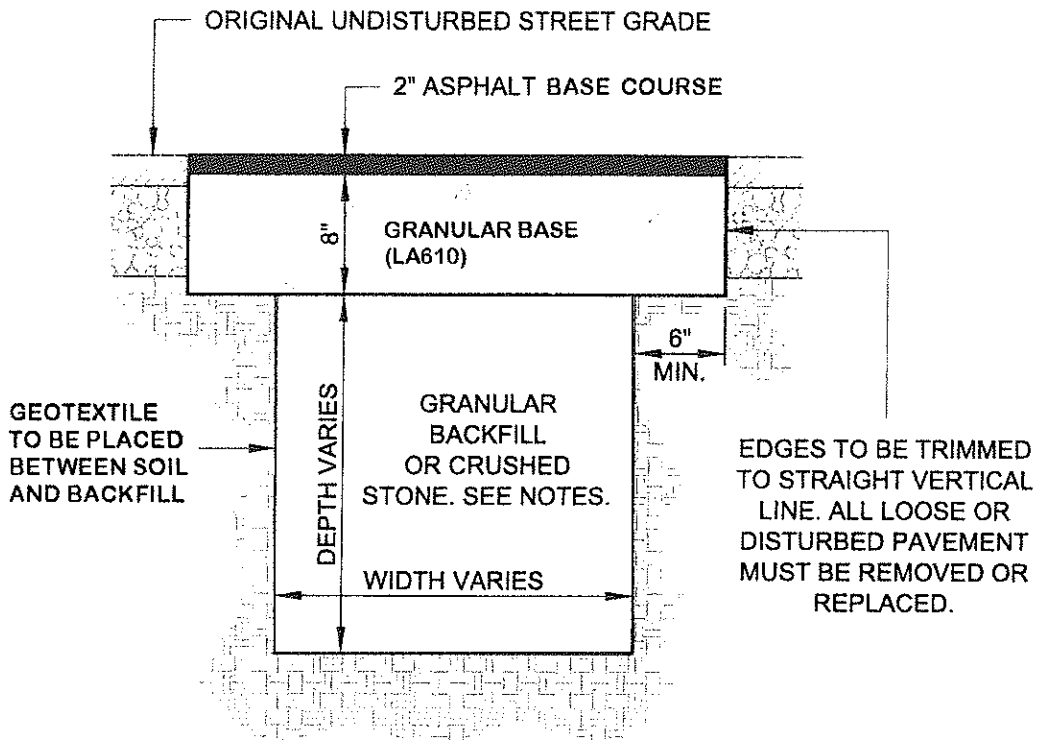 ORIGINAL UNDISTURBED STREET GRADE
2" ASPHALT BASE COURSE
8"
GRANULAR BASE
(LA610)
6"
MIN.
GEOTEXTILE
TO BE PLACED
BETWEEN SOIL
AND BACKFILL
DEPTH VARIES
GRANULAR
BACKFILL
OR CRUSHED
STONE. SEE NOTES.
WIDTH VARIES
EDGES TO BE TRIMMED
TO STRAIGHT VERTICAL
LINE. ALL LOOSE OR
DISTURBED PAVEMENT
MUST BE REMOVED OR
REPLACED.